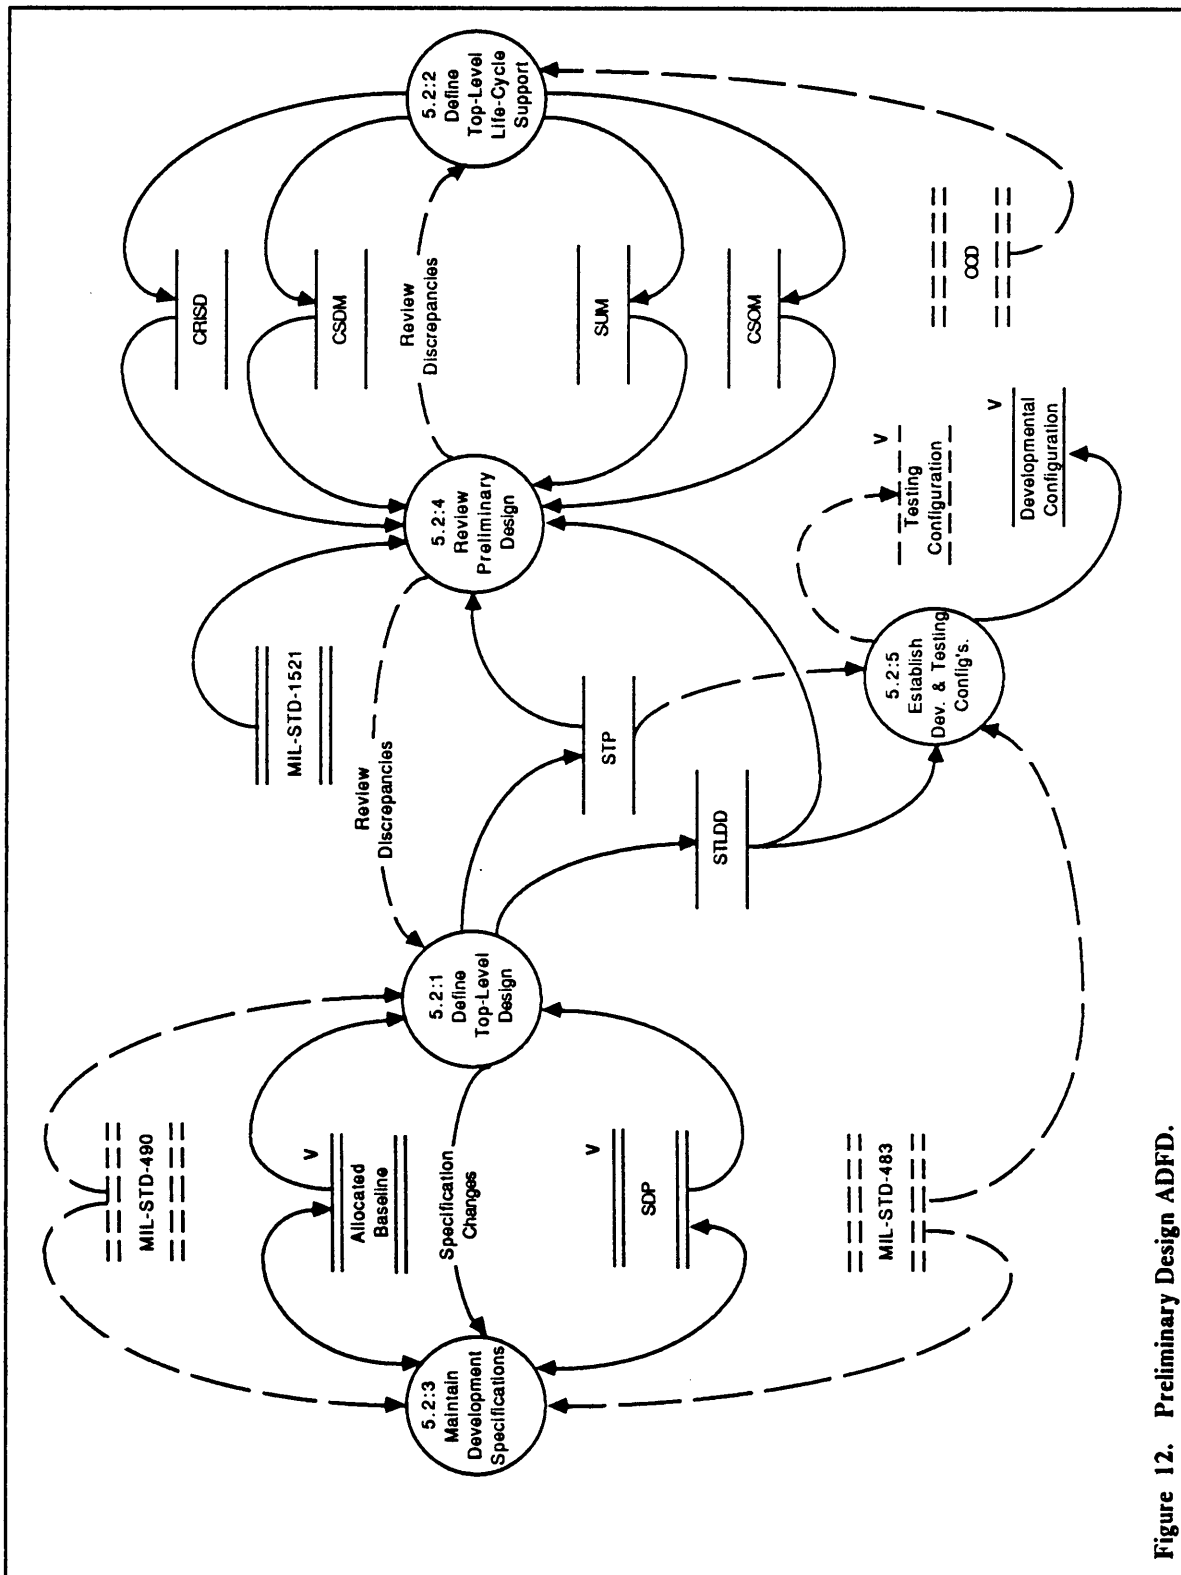 MIL-STD-490
5.2:3
Maintain
Development
Specifications
V
Allocated
Baseline
Specification
Changes
V
SDP
MIL-STD-483
5.2:1
Define
Top-Level
Design
Review
Discrepancies
MIL-STD-1521
STP
STLDD
5.2:4
Review
Preliminary
Design
5.2:5
Establish
Dev. & Testing
Config's.
V
Testing
Configuration
V
Developmental
Configuration
Review
Discrepancies
CRISD
CSDM
SUM
CSOM
OCD
5.2:2
Define
Top-Level
Life-Cycle
Support
Figure 12. Preliminary Design ADFD.